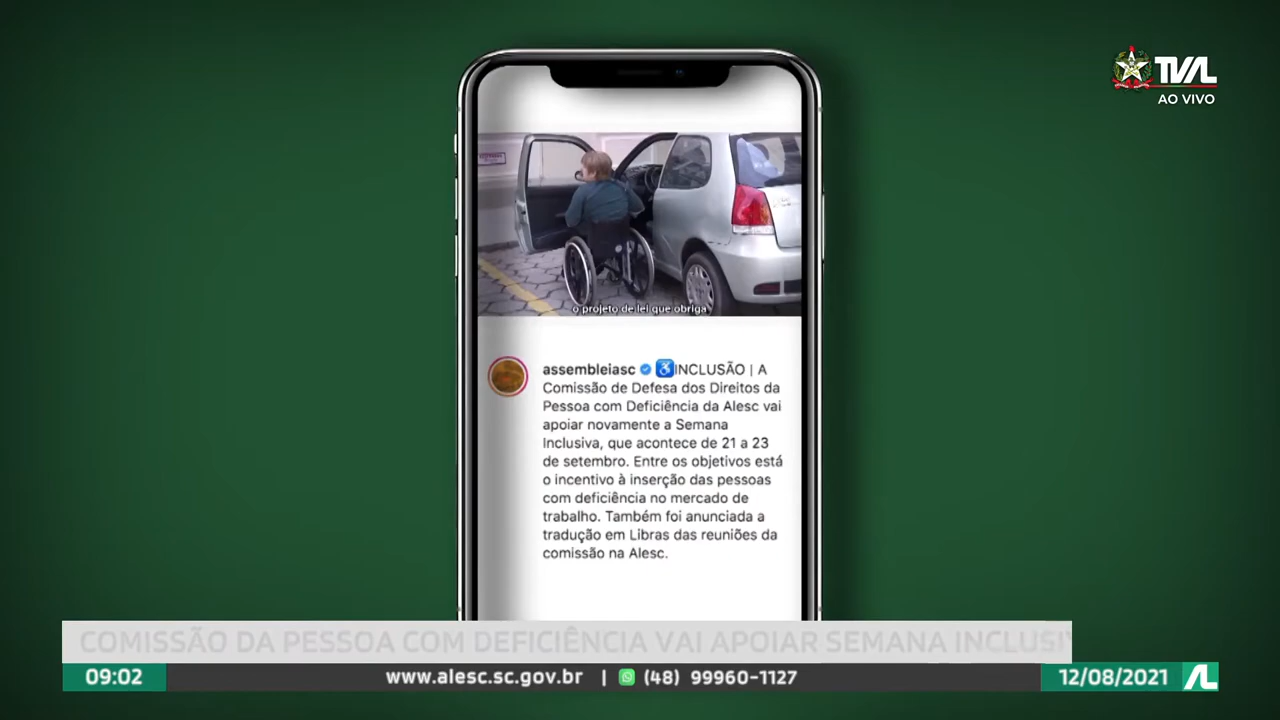 TVAL
AO VIVO
o projeto de lei que obriga
assembleiasc ♿INCLUSÃO | A
Comissão de Defesa dos Direitos da
Pessoa com Deficiência da Alesc vai
apoiar novamente a Semana
Inclusiva, que acontece de 21 a 23
de setembro. Entre os objetivos está
o incentivo à inserção das pessoas
com deficiência no mercado de
trabalho. Também foi anunciada a
tradução em Libras das reuniões da
comissão na Alesc.
COMISSÃO DA PESSOA COM DEFICIÊNCIA VAI APOIAR SEMANA INCLUSI
09:02 www.alesc.sc.gov.br | (48) 99960-1127 12/08/2021 AL